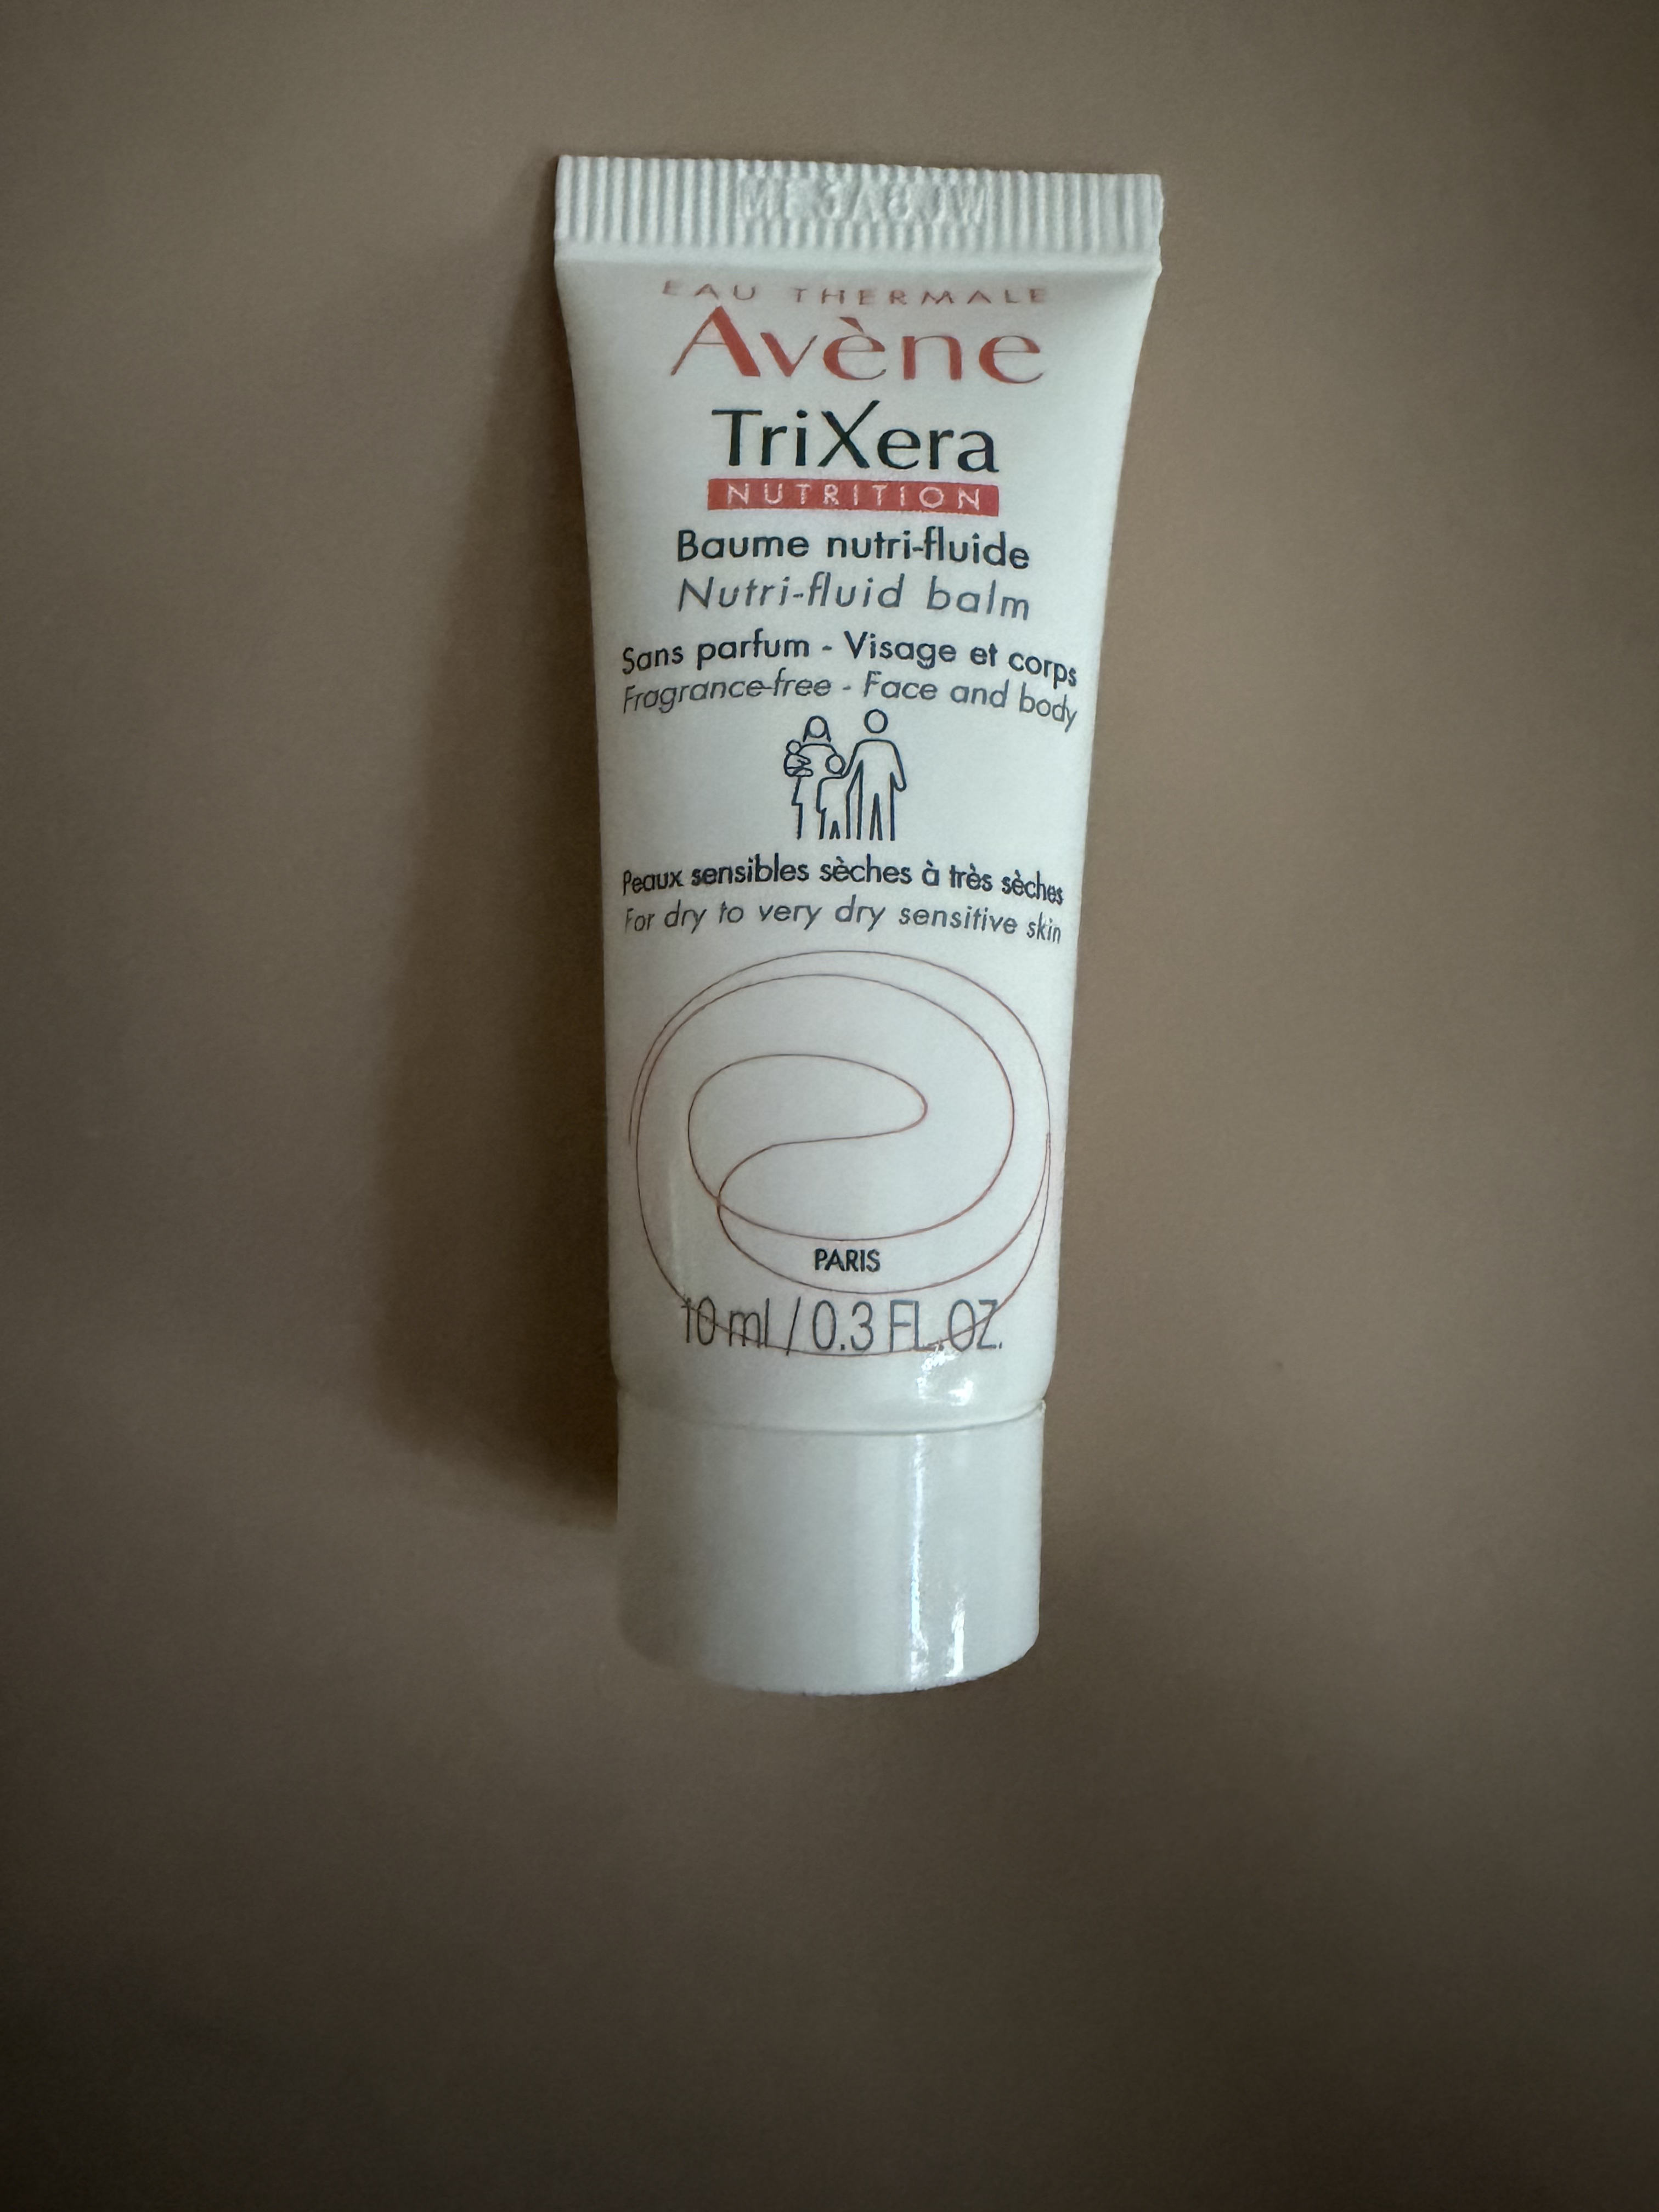 EAU THERMALE
Avène
TriXera
NUTRITION
Baume nutri-fluide
Nutri-fluid balm
Sans parfum - Visage et corps
Fragrance-free - Face and body
Peaux sensibles sèches à très sèches
For dry to very dry sensitive skin
PARIS
10 ml / 0.3 FL.OZ.